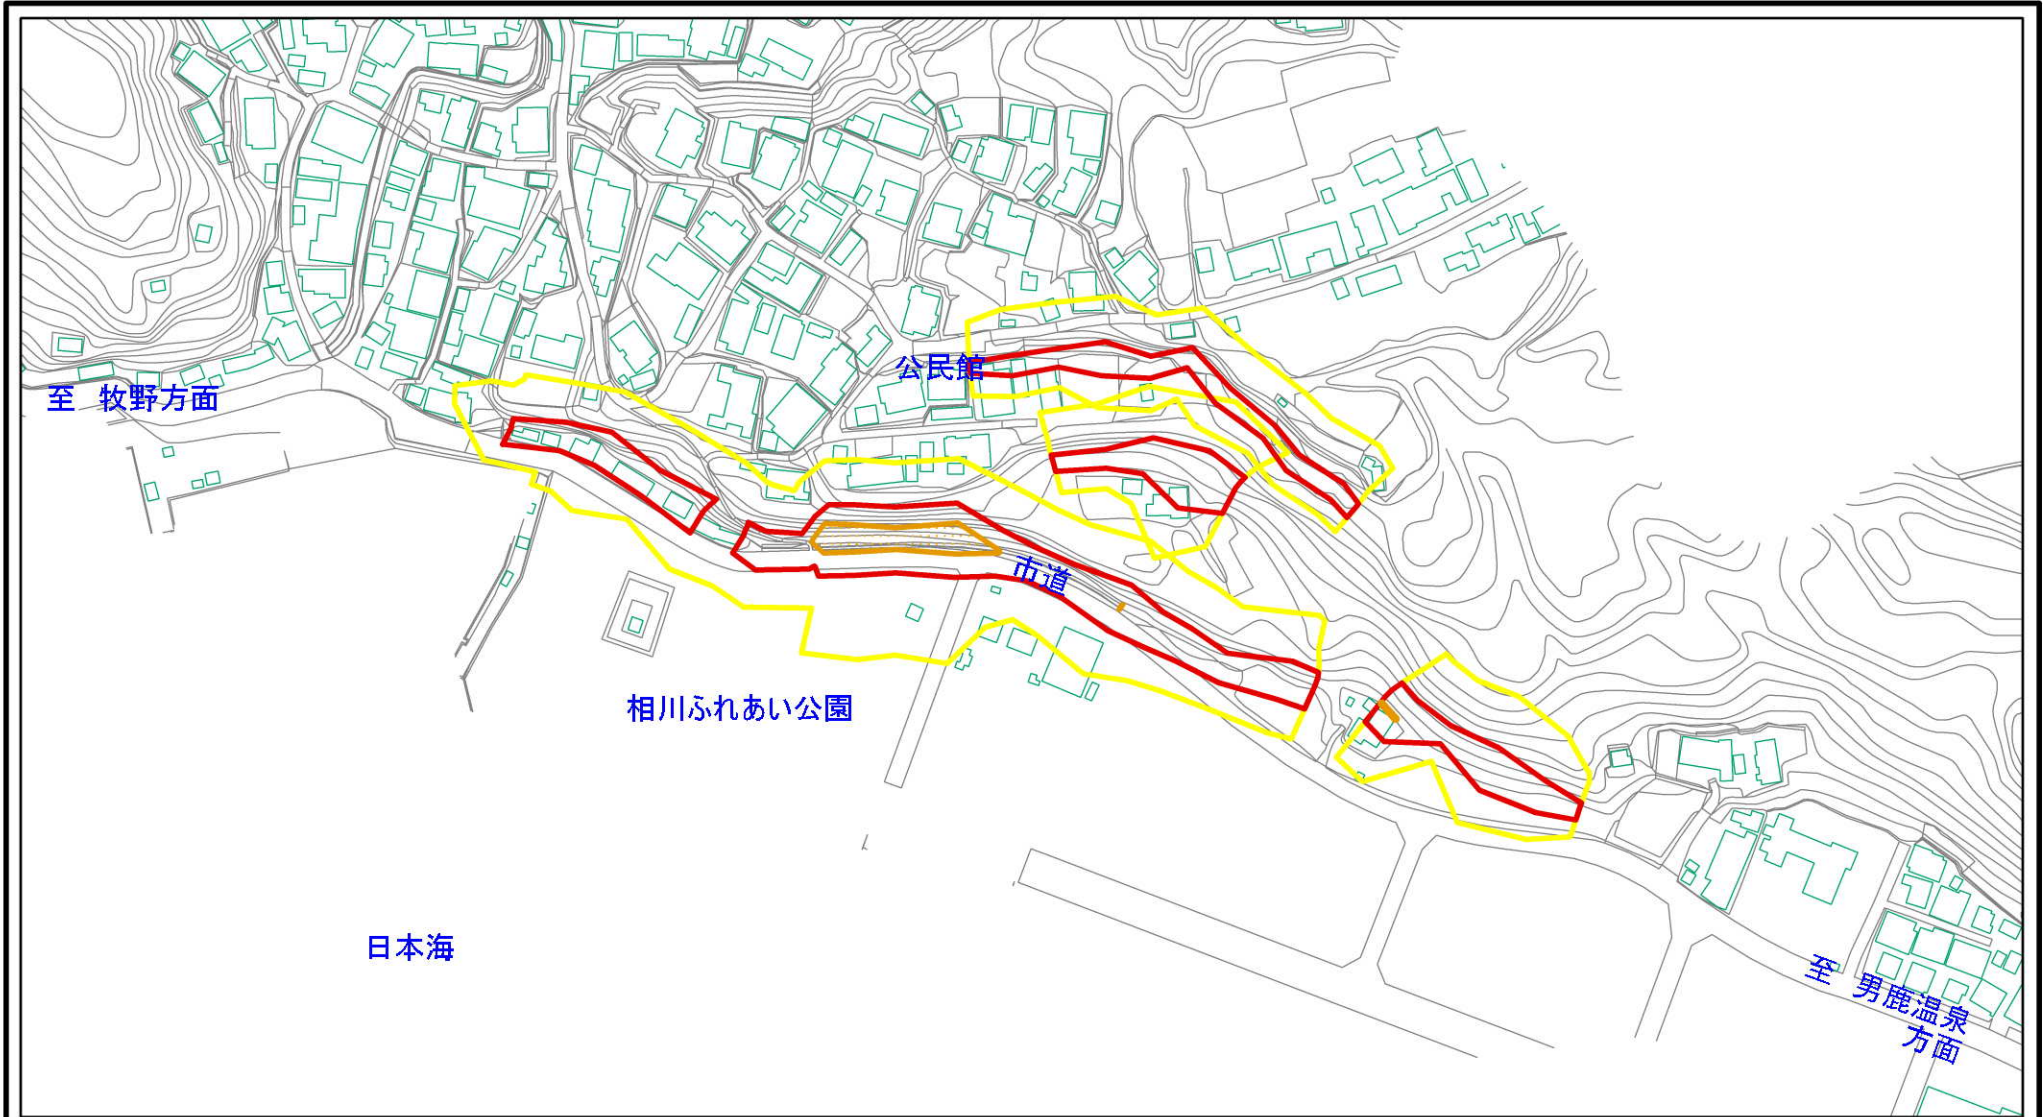 公民館
至 牧野方面
市道
相川ふれあい公園
日本海
至 男鹿温泉
方面